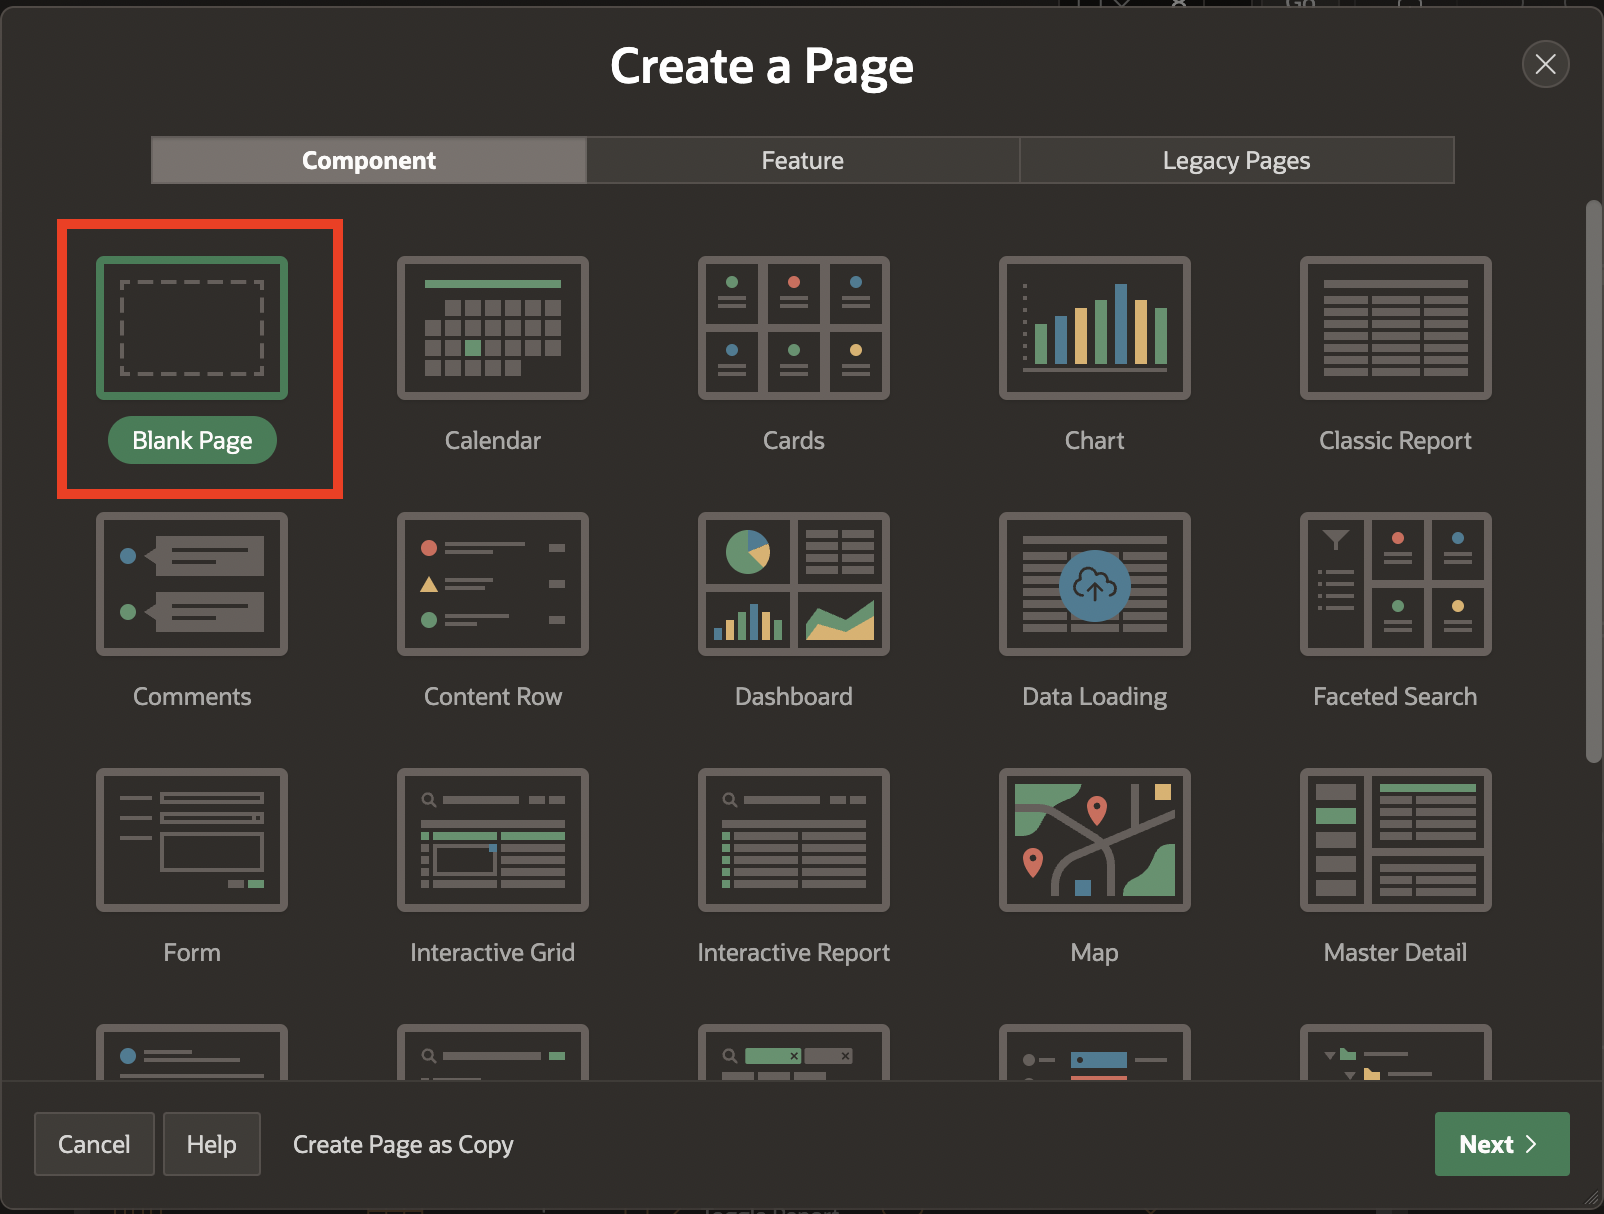 Create a Page
Component
Feature
Legacy Pages
Blank Page
Calendar
Cards
Chart
Classic Report
Comments
Content Row
Dashboard
Data Loading
Faceted Search
Form
Interactive Grid
Interactive Report
Map
Master Detail
Cancel
Help
Create Page as Copy
Next